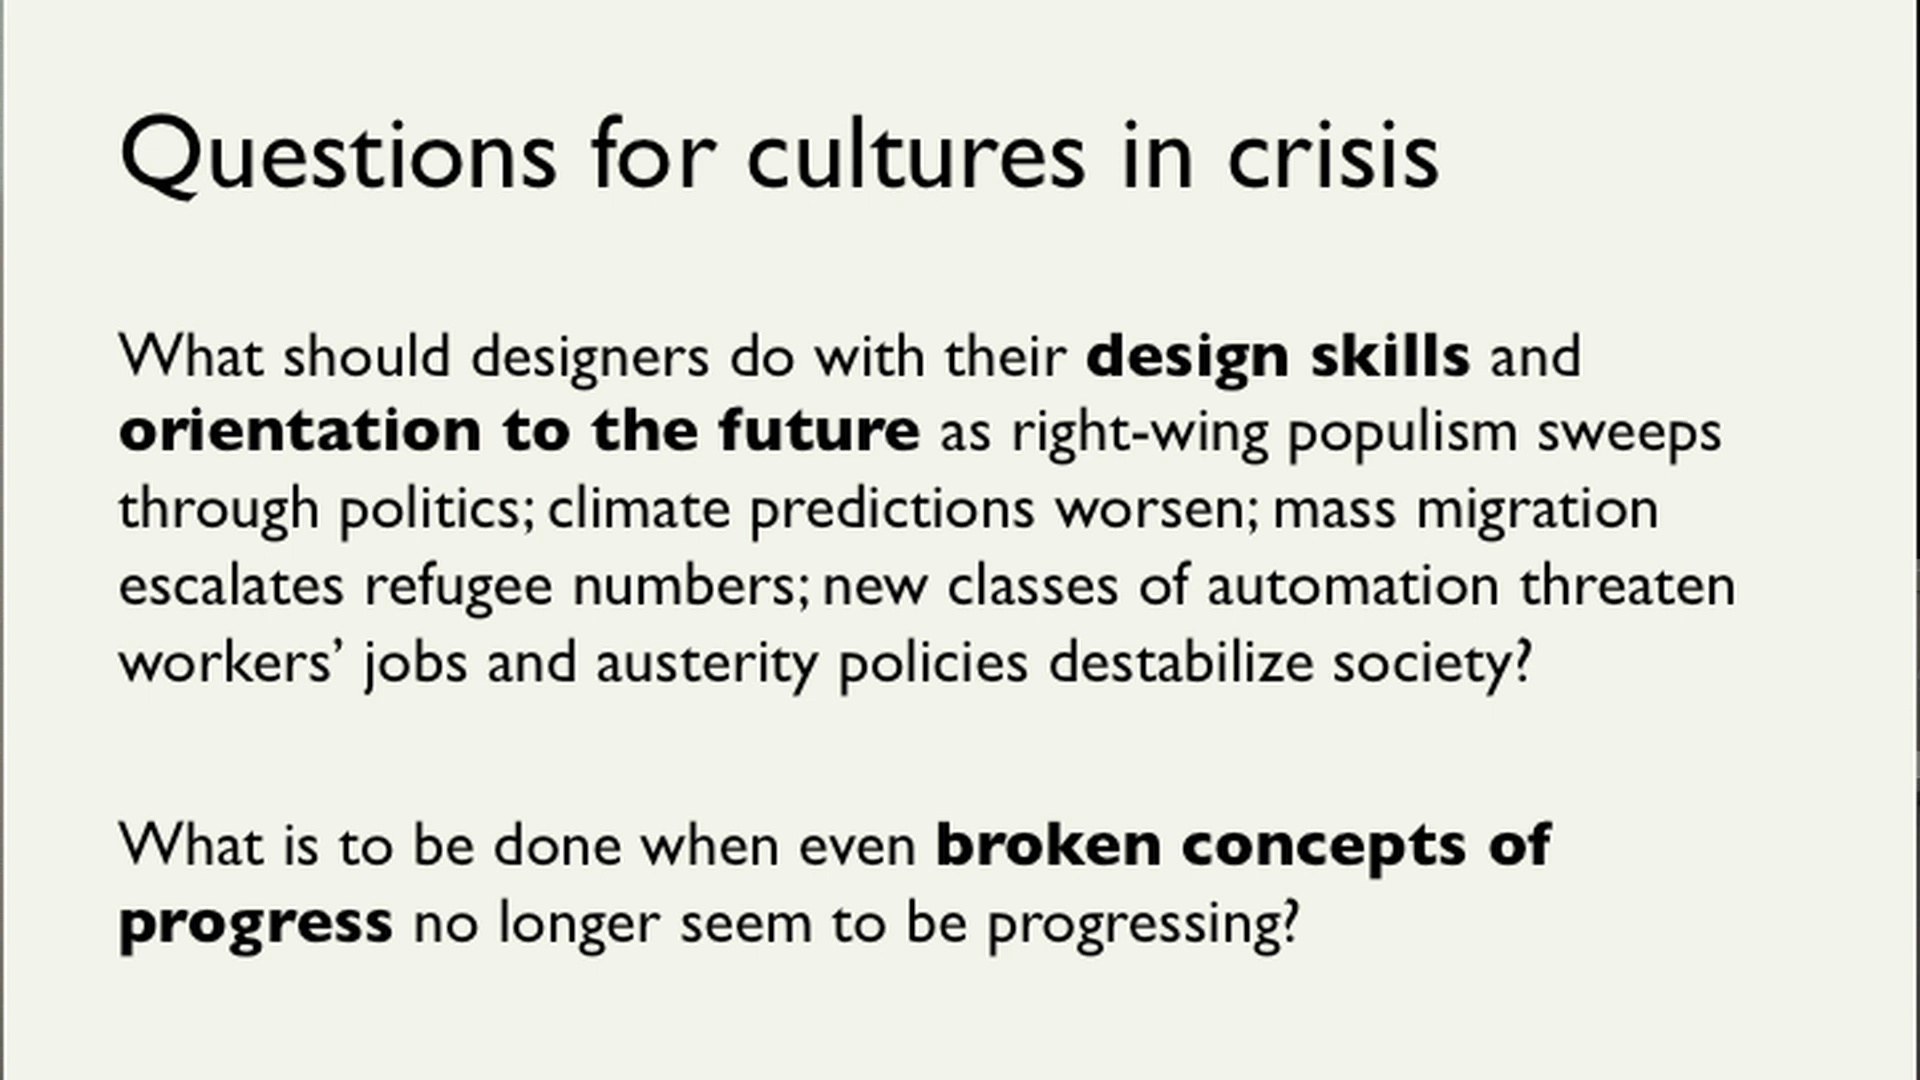 Questions for cultures in crisis
What should designers do with their design skills and
orientation to the future as right-wing populism sweeps
through politics; climate predictions worsen; mass migration
escalates refugee numbers; new classes of automation threaten
workers’ jobs and austerity policies destabilize society?
What is to be done when even broken concepts of
progress no longer seem to be progressing?